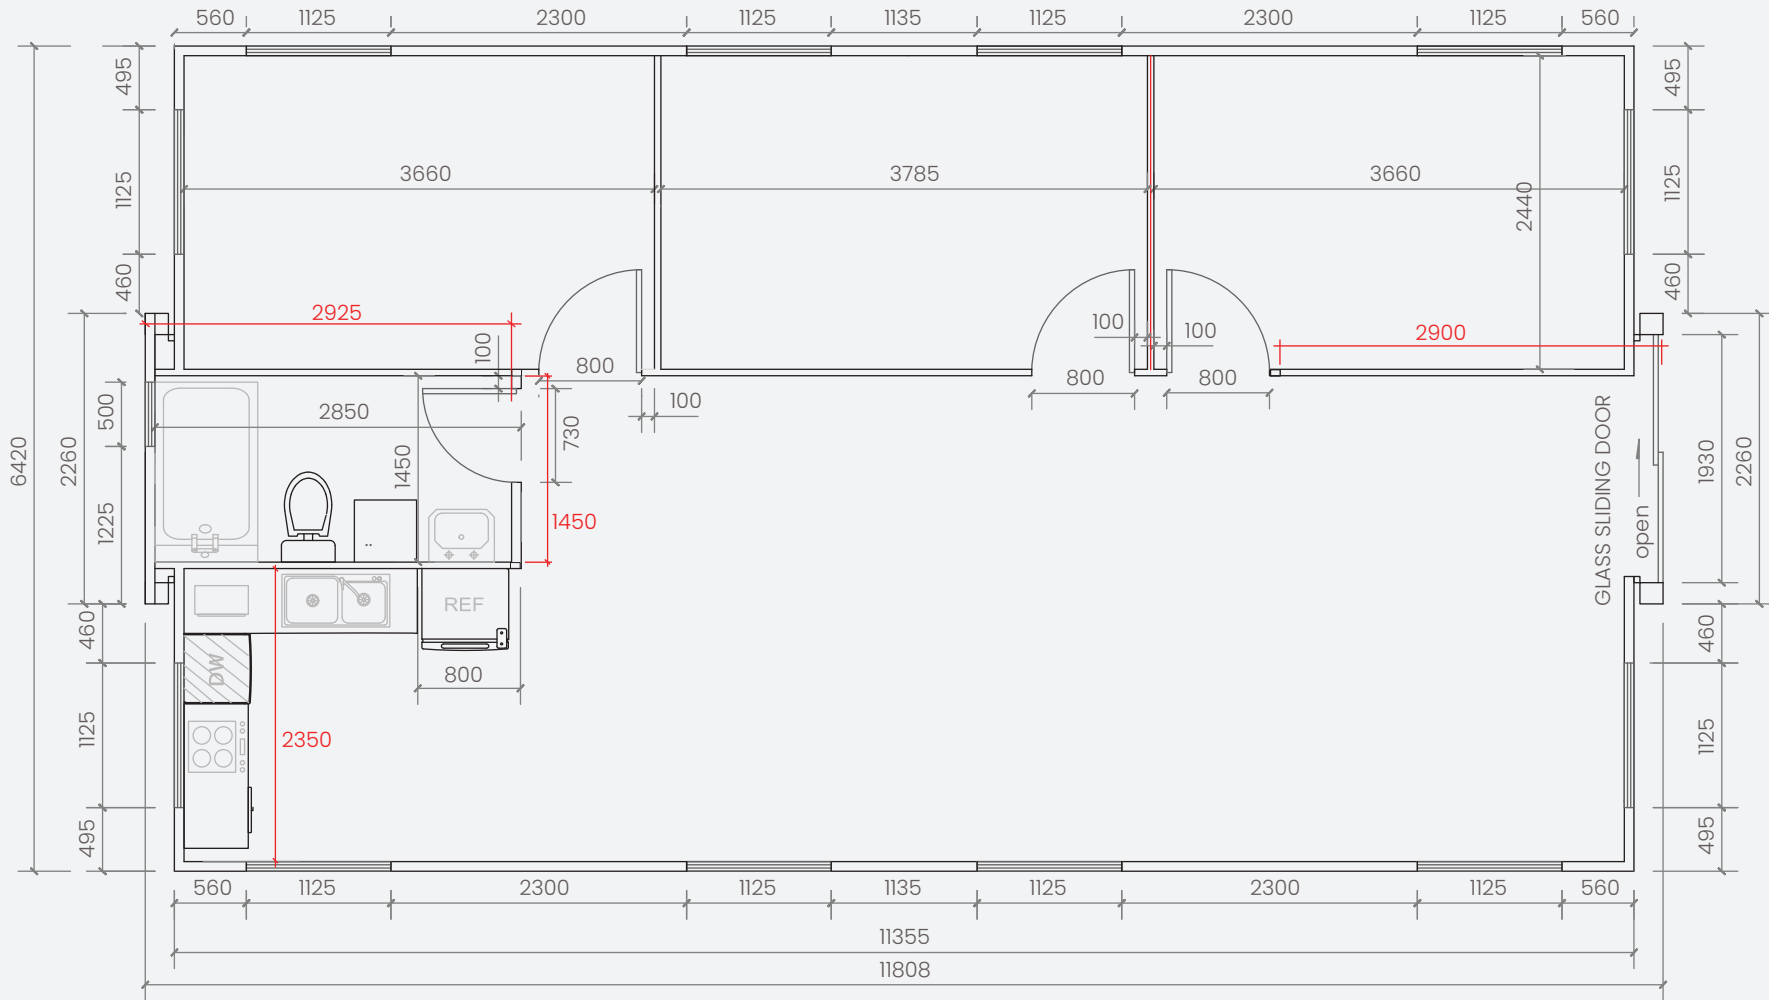 560 1125 2300 1125 1135 1125 2300 1125 560
495 495
3660 3785 3660
1125 2440 1125
460 460
2925
100 100 2900
100
800 800 800
100
500 2850 730 GLASS SLIDING DOOR
6420 2260 1450 1930 2260
1225 1450 open
460 REF 460
DW 800
1125 2350 1125
495 495
560 1125 2300 1125 1135 1125 2300 1125 560
11355
11808